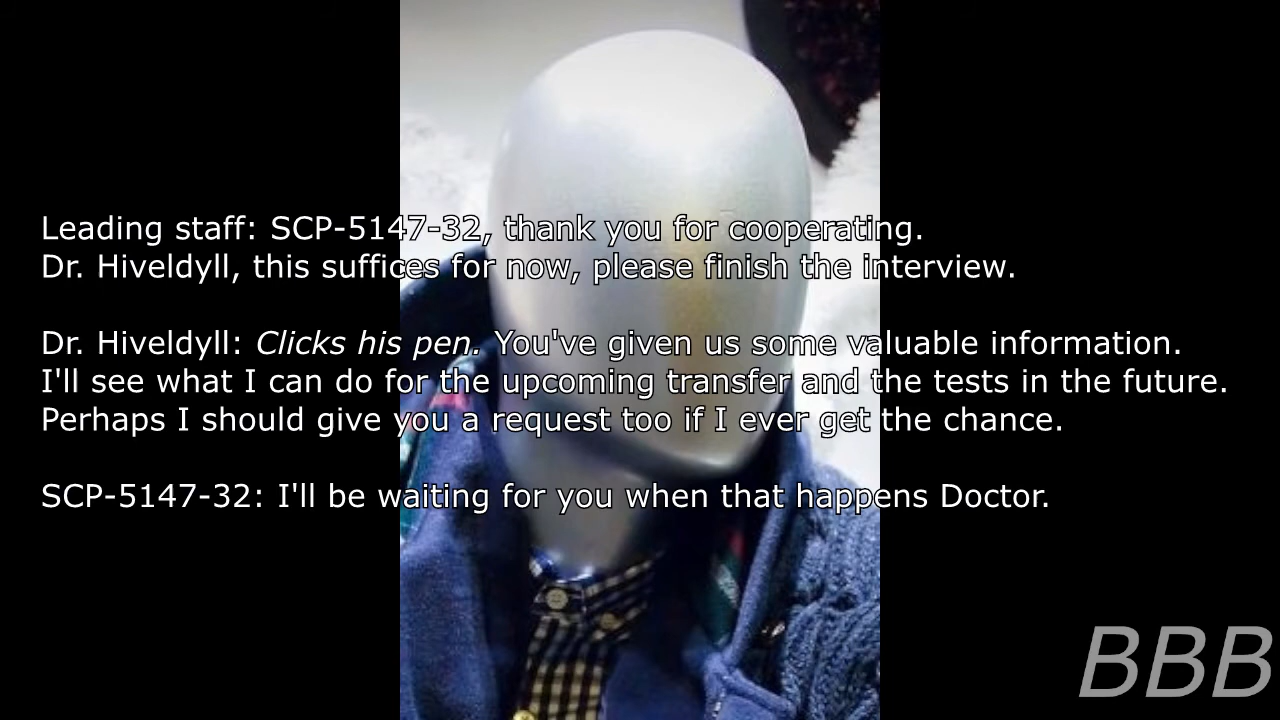 Leading staff: SCP-5147-32, thank you for cooperating.
Dr. Hiveldyll, this suffices for now, please finish the interview.
Dr. Hiveldyll: Clicks his pen. You've given us some valuable information.
I'll see what I can do for the upcoming transfer and the tests in the future.
Perhaps I should give you a request too if I ever get the chance.
SCP-5147-32: I'll be waiting for you when that happens Doctor.
BBB